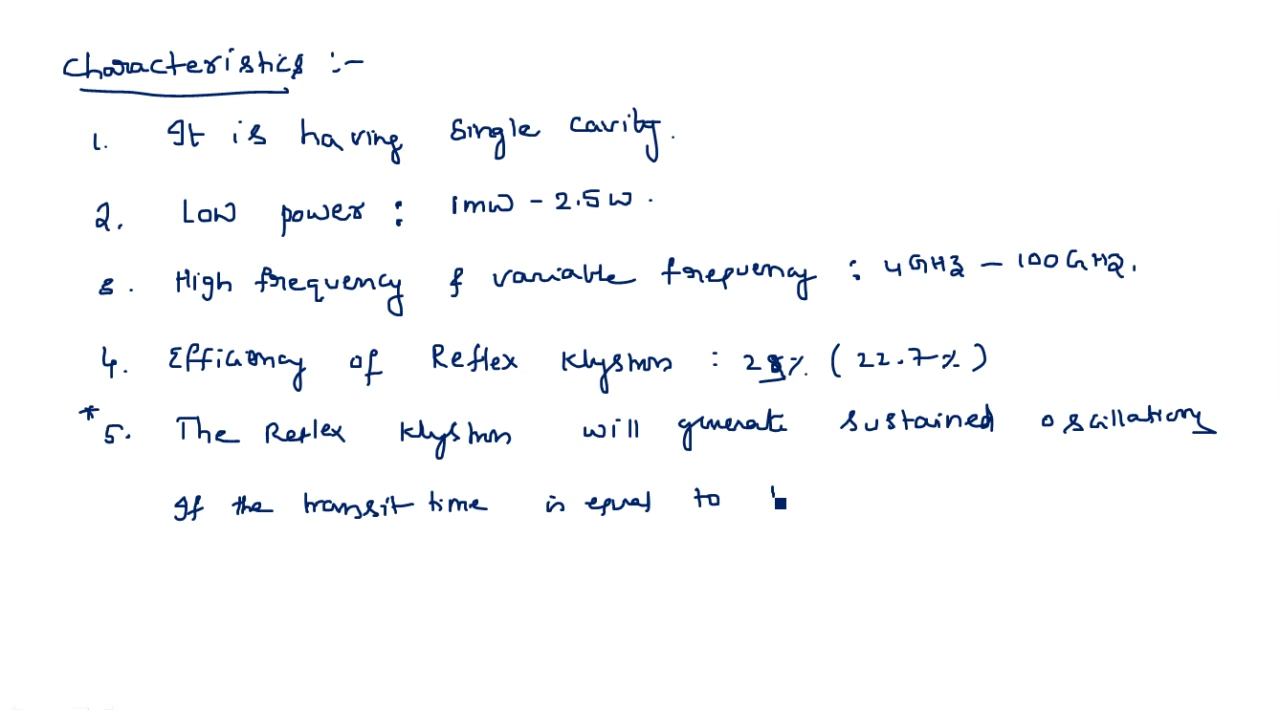 Characteristics :-
1. It is having single cavity.
2. Low power : 1mW - 2.5W.
3. High frequency & variable frequency : 4GHz - 100GHz.
4. Efficiency of Reflex Klystron : % (22.7%)
*5. The Reflex Klystron will generate sustained oscillations
If the transit time is equal to